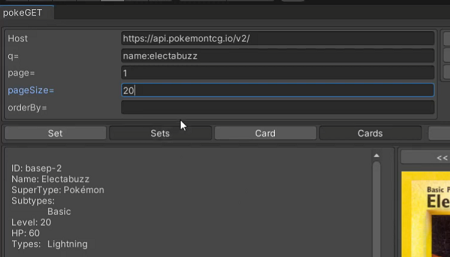 pokeGET
Host https://api.pokemontcg.io/v2/
q= name:electabuzz
page= 1
pageSize= 20
orderBy=
Set Sets Card Cards <<
ID: basep-2
Name: Electabuzz
SuperType: Pokémon
Subtypes:
Basic
Level: 20
HP: 60
Types: Lightning
Basic
Ele